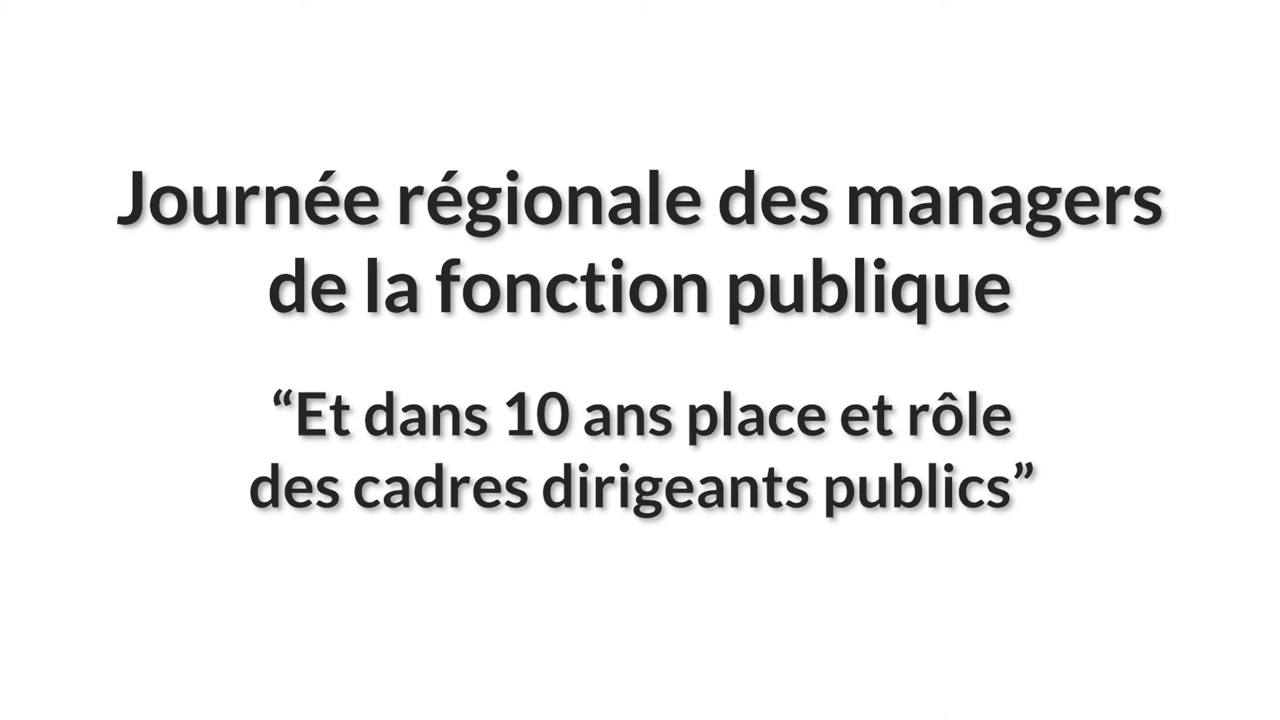 Journée régionale des managers
de la fonction publique
“Et dans 10 ans place et rôle
des cadres dirigeants publics”